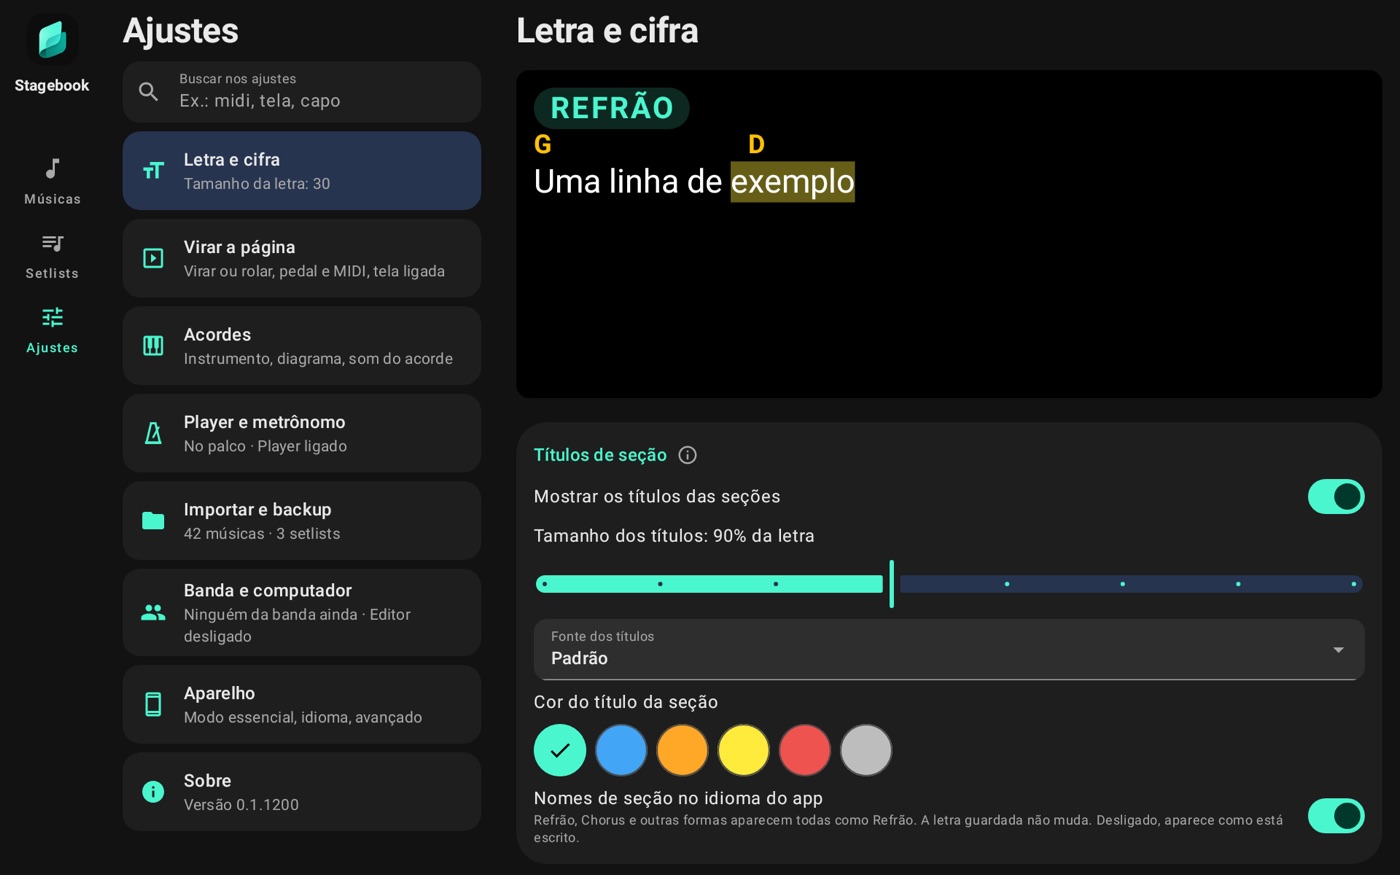 Stagebook
Músicas
Setlists
Ajustes
Ajustes
Buscar nos ajustes
Ex.: midi, tela, capo
Letra e cifra
Tamanho da letra: 30
Virar a página
Virar ou rolar, pedal e MIDI, tela ligada
Acordes
Instrumento, diagrama, som do acorde
Player e metrônomo
No palco · Player ligado
Importar e backup
42 músicas · 3 setlists
Banda e computador
Ninguém da banda ainda · Editor
desligado
Aparelho
Modo essencial, idioma, avançado
Sobre
Versão 0.1.1200
Letra e cifra
REFRÃO
G D
Uma linha de exemplo
Títulos de seção
Mostrar os títulos das seções
Tamanho dos títulos: 90% da letra
Fonte dos títulos
Padrão
Cor do título da seção
Nomes de seção no idioma do app
Refrão, Chorus e outras formas aparecem todas como Refrão. A letra guardada não muda. Desligado, aparece como está
escrito.